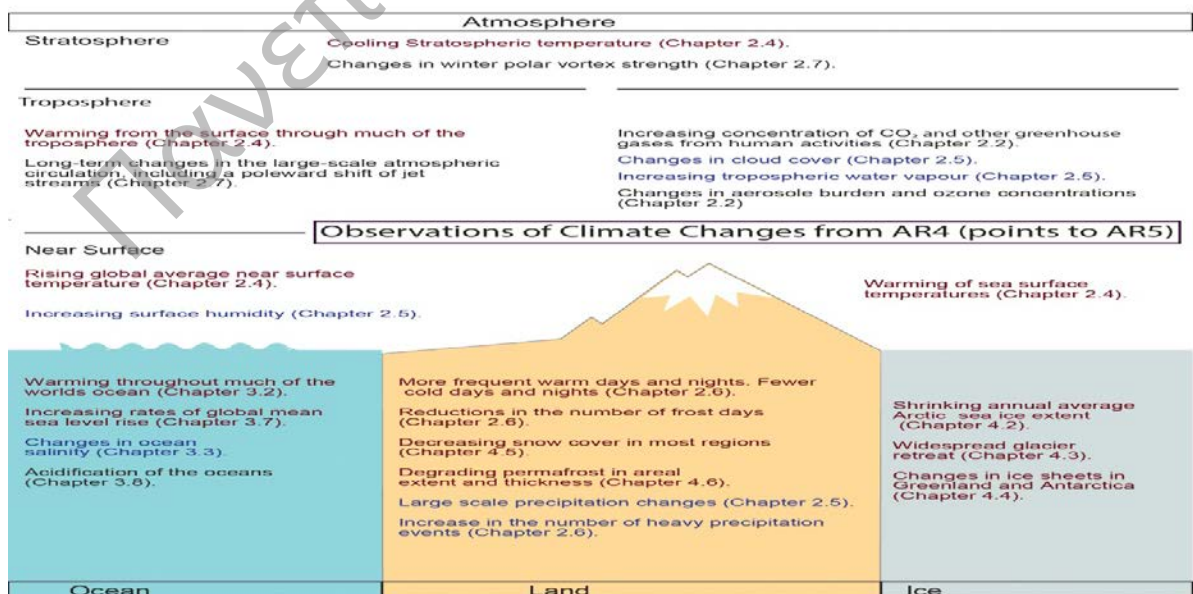 Atmosphere
Stratosphere
Cooling Stratospheric temperature (Chapter 2.4).
Changes in winter polar vortex strength (Chapter 2.7).
Troposphere
Warming from the surface through much of the
troposphere (Chapter 2.4).
Long-term changes in the large-scale atmospheric
circulation, including a poleward shift of jet
streams (Chapter 2.7).
Increasing concentration of CO₂ and other greenhouse
gases from human activities (Chapter 2.2).
Changes in cloud cover (Chapter 2.5).
Increasing tropospheric water vapour (Chapter 2.5).
Changes in aerosole burden and ozone concentrations
(Chapter 2.2)
Observations of Climate Changes from AR4 (points to AR5)
Near Surface
Rising global average near surface
temperature (Chapter 2.4).
Increasing surface humidity (Chapter 2.5).
Warming of sea surface
temperatures (Chapter 2.4).
Warming throughout much of the
worlds ocean (Chapter 3.2).
Increasing rates of global mean
sea level rise (Chapter 3.7).
Changes in ocean
salinity (Chapter 3.3).
Acidification of the oceans
(Chapter 3.8).
More frequent warm days and nights. Fewer
cold days and nights (Chapter 2.6).
Reductions in the number of frost days
(Chapter 2.6).
Decreasing snow cover in most regions
(Chapter 4.5).
Degrading permafrost in areal
extent and thickness (Chapter 4.6).
Large scale precipitation changes (Chapter 2.5).
Increase in the number of heavy precipitation
events (Chapter 2.6).
Shrinking annual average
Arctic sea ice extent
(Chapter 4.2).
Widespread glacier
retreat (Chapter 4.3).
Changes in ice sheets in
Greenland and Antarctica
(Chapter 4.4).
Ocean
Land
Ice